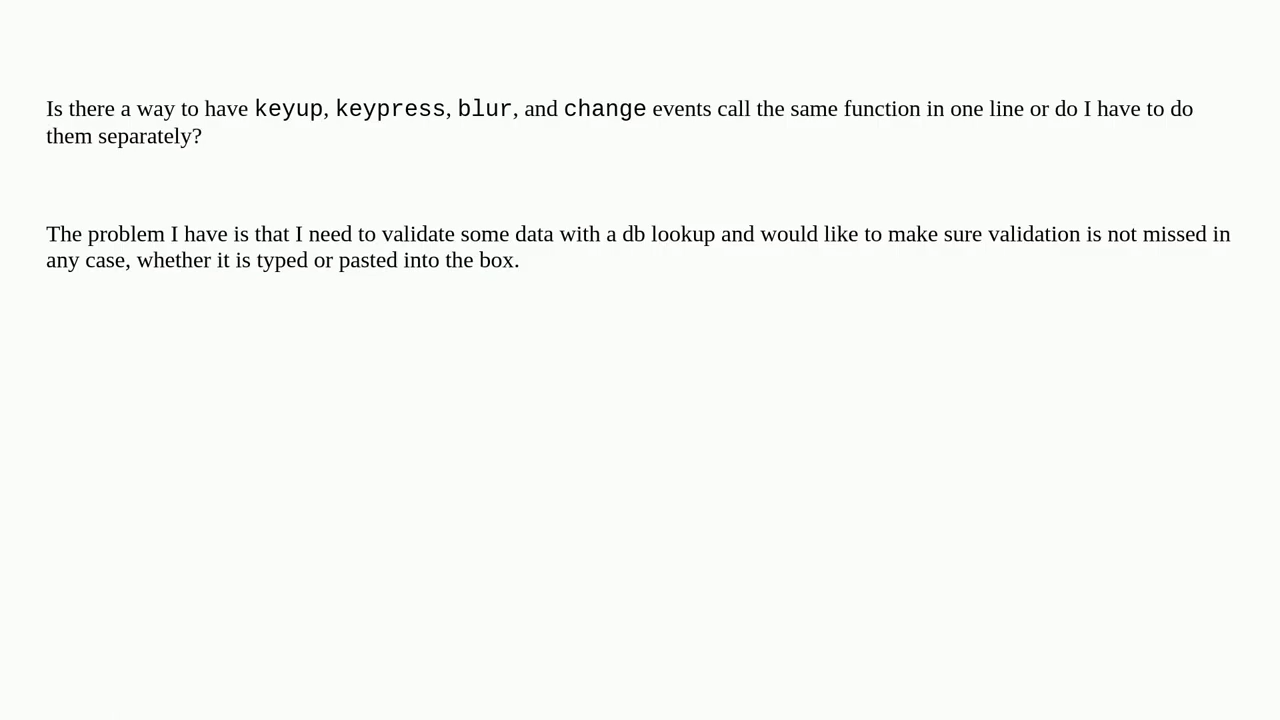 Is there a way to have keyup, keypress, blur, and change events call the same function in one line or do I have to do
them separately?
The problem I have is that I need to validate some data with a db lookup and would like to make sure validation is not missed in
any case, whether it is typed or pasted into the box.